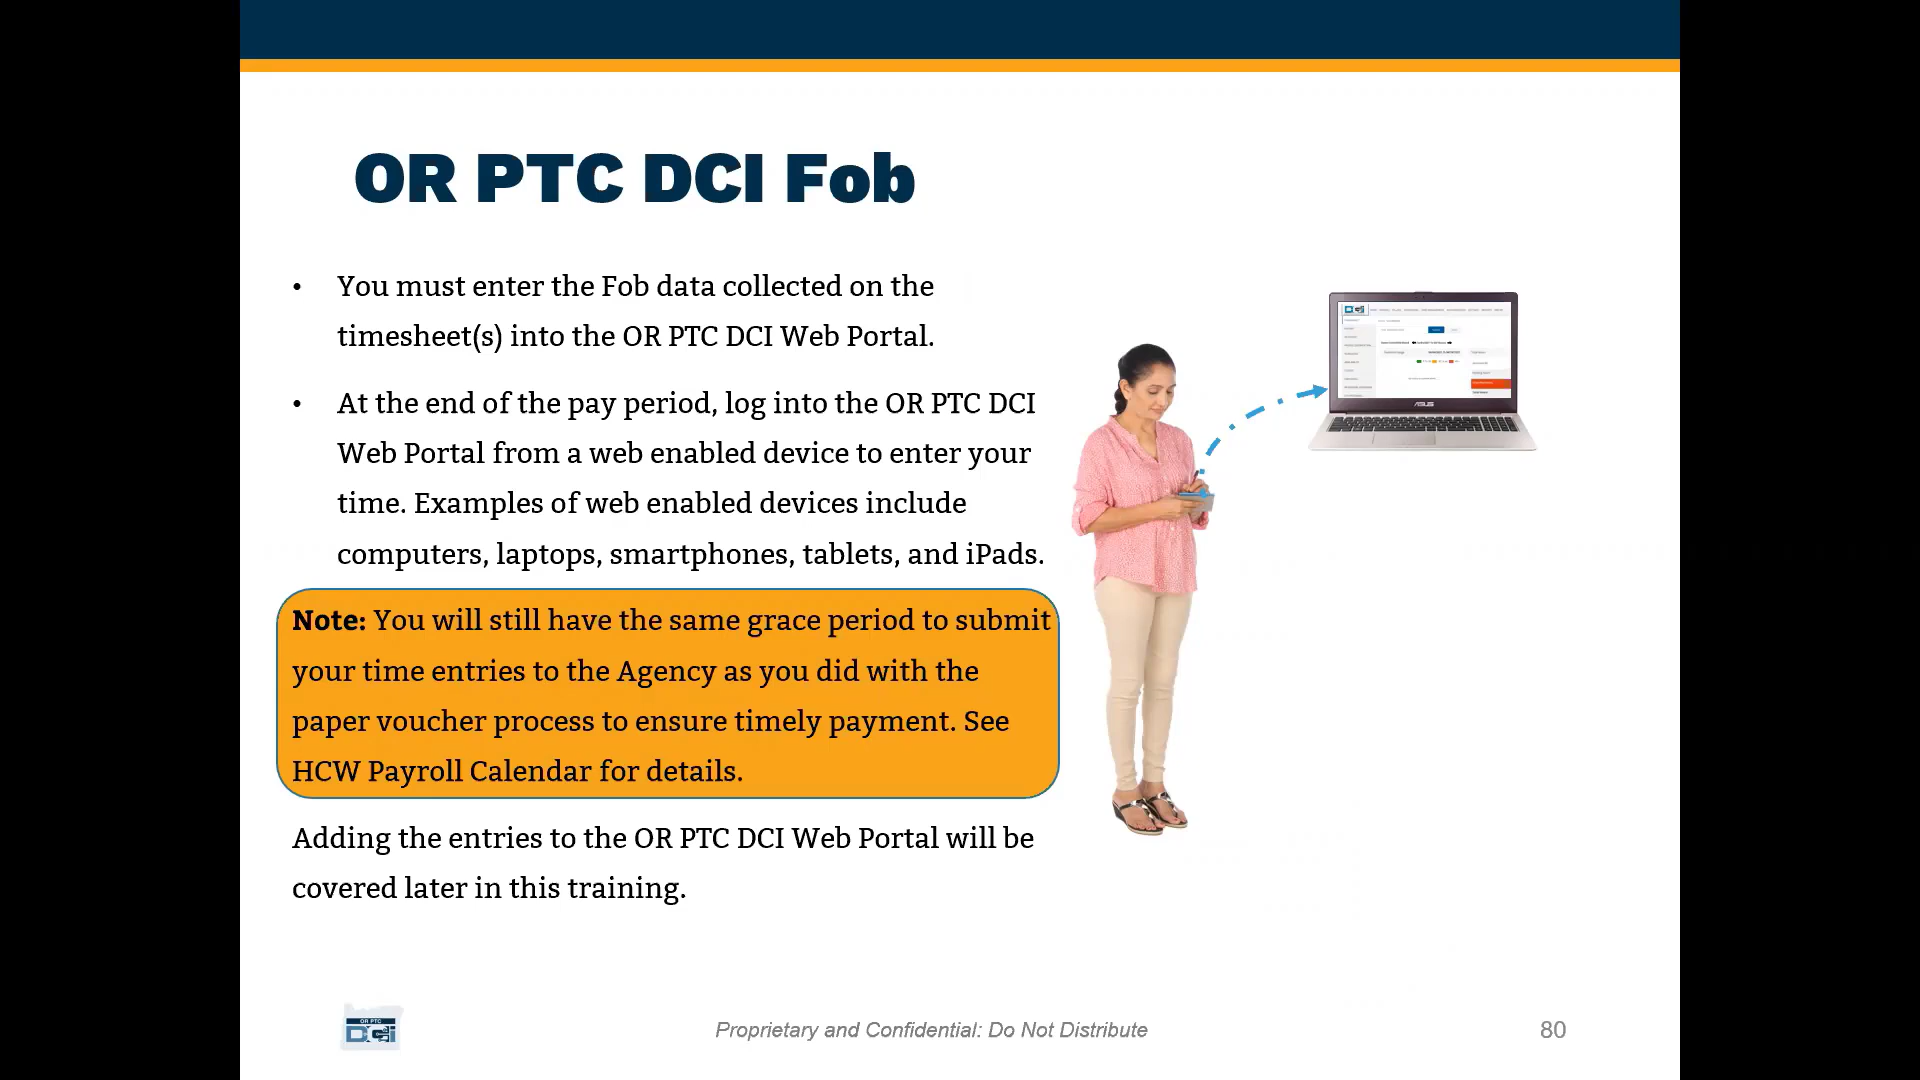 OR PTC DCI Fob
• You must enter the Fob data collected on the
timesheet(s) into the OR PTC DCI Web Portal.
• At the end of the pay period, log into the OR PTC DCI
Web Portal from a web enabled device to enter your
time. Examples of web enabled devices include
computers, laptops, smartphones, tablets, and iPads.
Note: You will still have the same grace period to submit
your time entries to the Agency as you did with the
paper voucher process to ensure timely payment. See
HCW Payroll Calendar for details.
Adding the entries to the OR PTC DCI Web Portal will be
covered later in this training.
ASUS
OR PTC
DCi
Proprietary and Confidential: Do Not Distribute
80